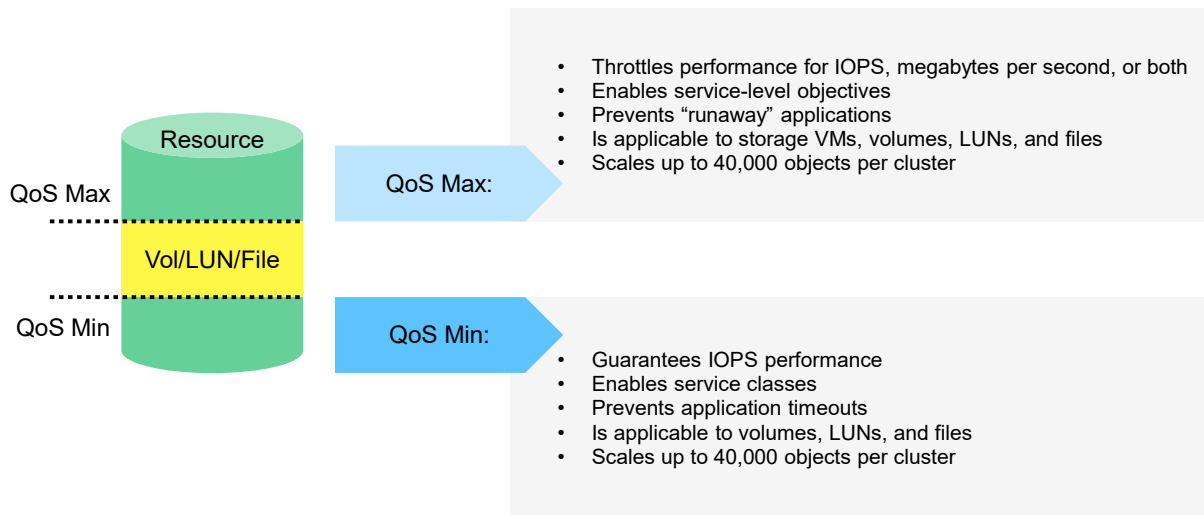 Resource
QoS Max
Vol/LUN/File
QoS Min
QoS Max:
• Throttles performance for IOPS, megabytes per second, or both
• Enables service-level objectives
• Prevents “runaway” applications
• Is applicable to storage VMs, volumes, LUNs, and files
• Scales up to 40,000 objects per cluster
QoS Min:
• Guarantees IOPS performance
• Enables service classes
• Prevents application timeouts
• Is applicable to volumes, LUNs, and files
• Scales up to 40,000 objects per cluster